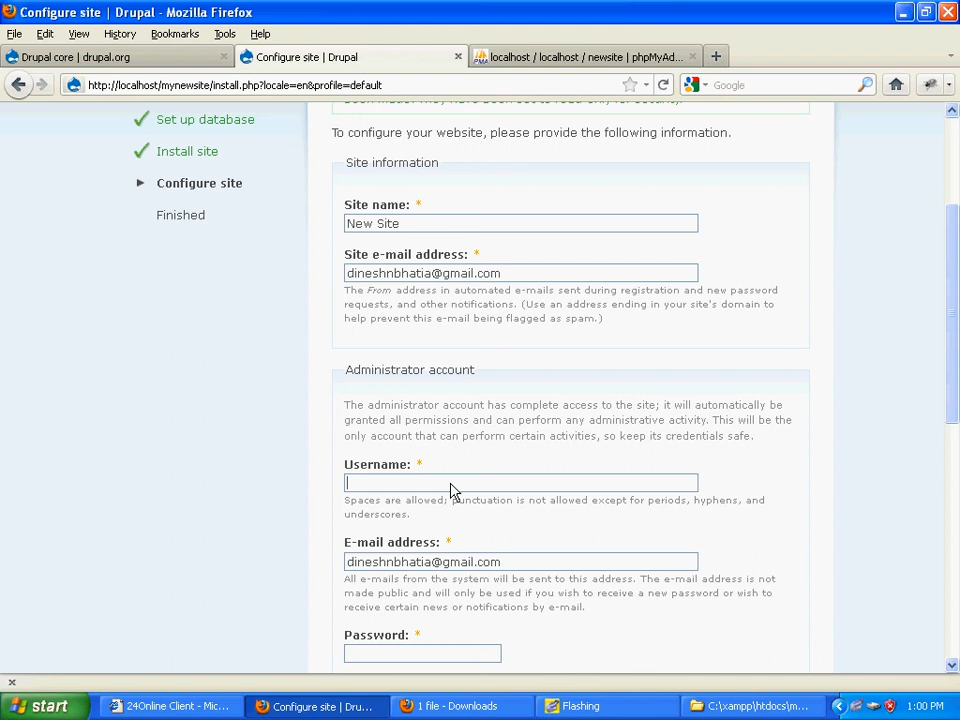 Configure site | Drupal - Mozilla Firefox
File Edit View History Bookmarks Tools Help
Drupal core | drupal.org
Configure site | Drupal
localhost / localhost / newsite | phpMyAd...
http://localhost/mynewsite/install.php?locale=en&profile=default
Google
Set up database
Install site
Configure site
Finished
To configure your website, please provide the following information.
Site information
Site name: *
New Site
Site e-mail address: *
dineshnbhatia@gmail.com
The From address in automated e-mails sent during registration and new password
requests, and other notifications. (Use an address ending in your site's domain to
help prevent this e-mail being flagged as spam.)
Administrator account
The administrator account has complete access to the site; it will automatically be
granted all permissions and can perform any administrative activity. This will be the
only account that can perform certain activities, so keep its credentials safe.
Username: *
Spaces are allowed; punctuation is not allowed except for periods, hyphens, and
underscores.
E-mail address: *
dineshnbhatia@gmail.com
All e-mails from the system will be sent to this address. The e-mail address is not
made public and will only be used if you wish to receive a new password or wish to
receive certain news or notifications by e-mail.
Password: *
start
24Online Client - Mic...
Configure site | Dru...
1 file - Downloads
Flashing
C:\xampp\htdocs\m...
1:00 PM